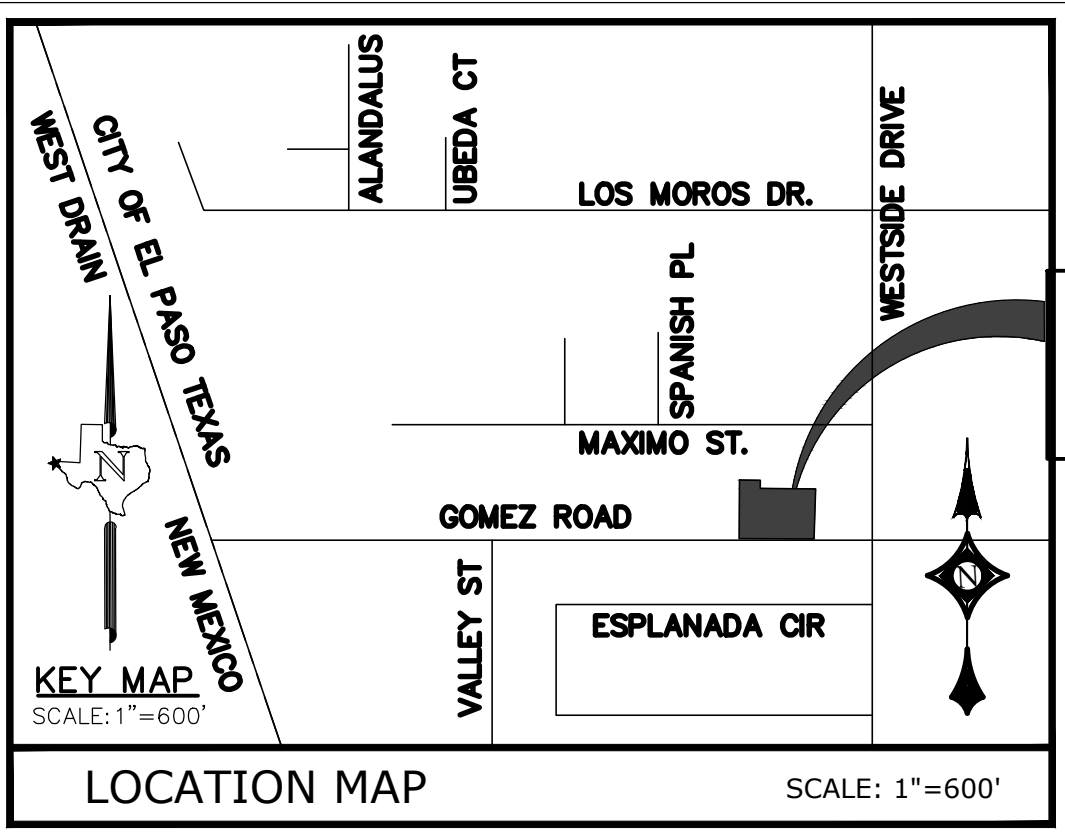 WEST DRAIN
CITY OF EL PASO TEXAS
ALANDALUS
UBEDA CT
WESTSIDE DRIVE
LOS MOROS DR.
SPANISH PL
MAXIMO ST.
N
GOMEZ ROAD
NEW MEXICO
VALLEY ST
N
ESPLANADA CIR
KEY MAP
SCALE: 1"=600'
LOCATION MAP
SCALE: 1"=600'